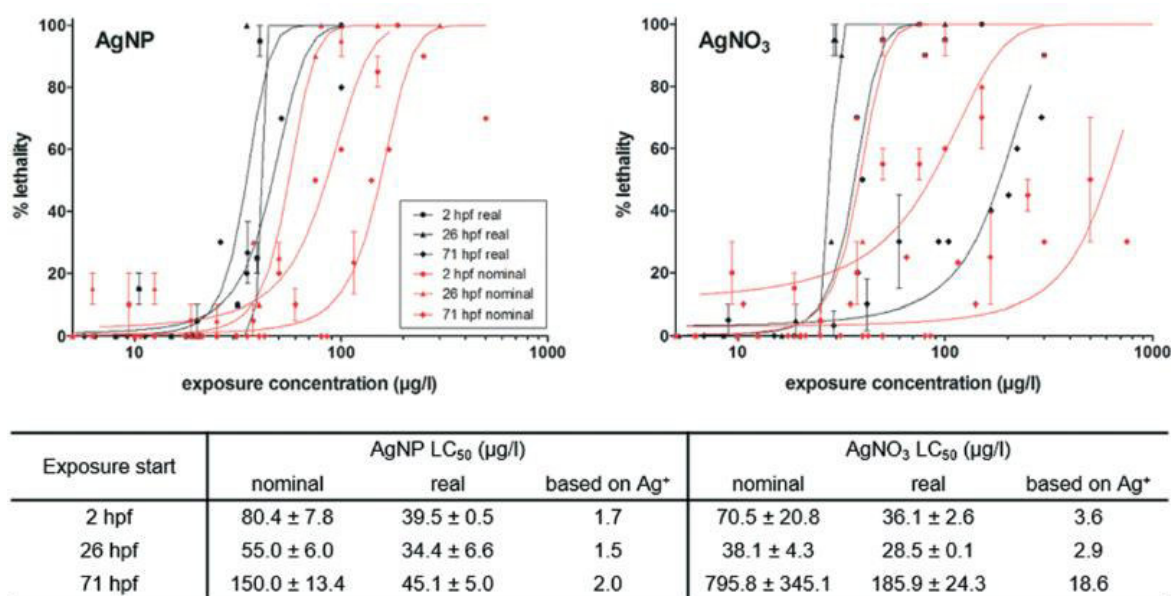 AgNP
100
80
60
40
20
0
% lethality
10
100
1000
exposure concentration (µg/l)
2 hpf real
26 hpf real
71 hpf real
2 hpf nominal
26 hpf nominal
71 hpf nominal
AgNO₃
100
80
60
40
20
0
% lethality
10
100
1000
exposure concentration (µg/l)
Exposure start AgNP LC₅₀ (µg/l) AgNO₃ LC₅₀ (µg/l)
nominal real based on Ag⁺ nominal real based on Ag⁺
2 hpf 80.4 ± 7.8 39.5 ± 0.5 1.7 70.5 ± 20.8 36.1 ± 2.6 3.6
26 hpf 55.0 ± 6.0 34.4 ± 6.6 1.5 38.1 ± 4.3 28.5 ± 0.1 2.9
71 hpf 150.0 ± 13.4 45.1 ± 5.0 2.0 795.8 ± 345.1 185.9 ± 24.3 18.6